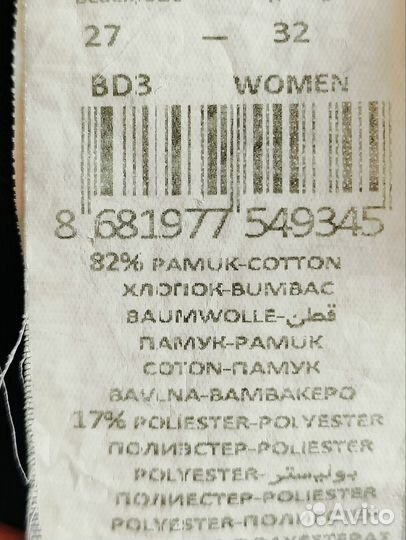 27 — 32
BD3 WOMEN
8 681977 549345
82% PAMUK-COTTON
ХЛОПОК-BUMBAC
BAUMWOLLE-قطن
ПАМУК-PAMUK
COTON-ПАМУК
BAVLNA-BAMBAKEPO
17% POLIESTER-POLYESTER
ПОЛИЭСТЕР-POLIESTER
POLYESTER-بوليستر
ПОЛИЕСТЕР-POLIESTER
Avito